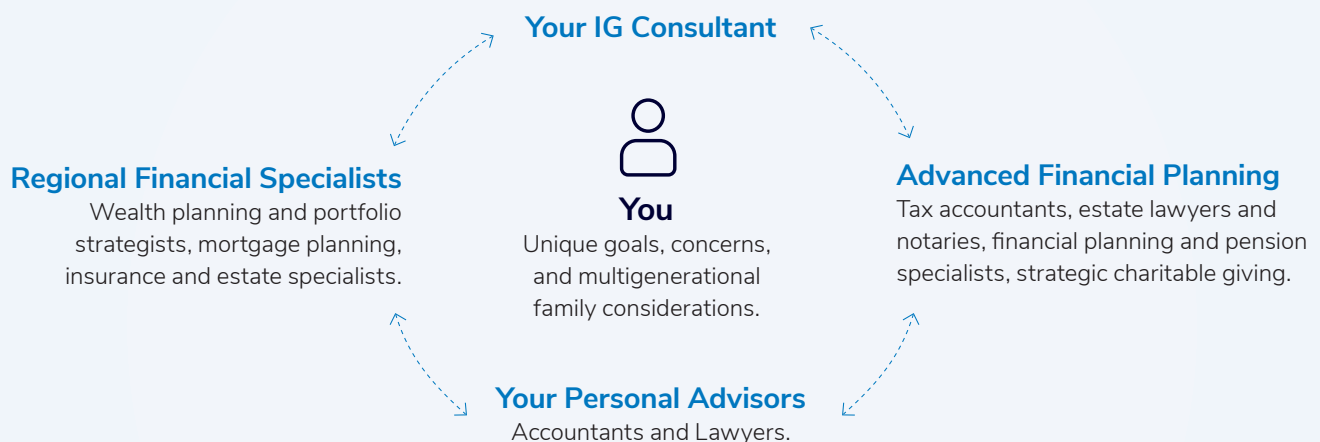 Your IG Consultant
Regional Financial Specialists
Wealth planning and portfolio
strategists, mortgage planning,
insurance and estate specialists.
You
Unique goals, concerns,
and multigenerational
family considerations.
Advanced Financial Planning
Tax accountants, estate lawyers and
notaries, financial planning and pension
specialists, strategic charitable giving.
Your Personal Advisors
Accountants and Lawyers.